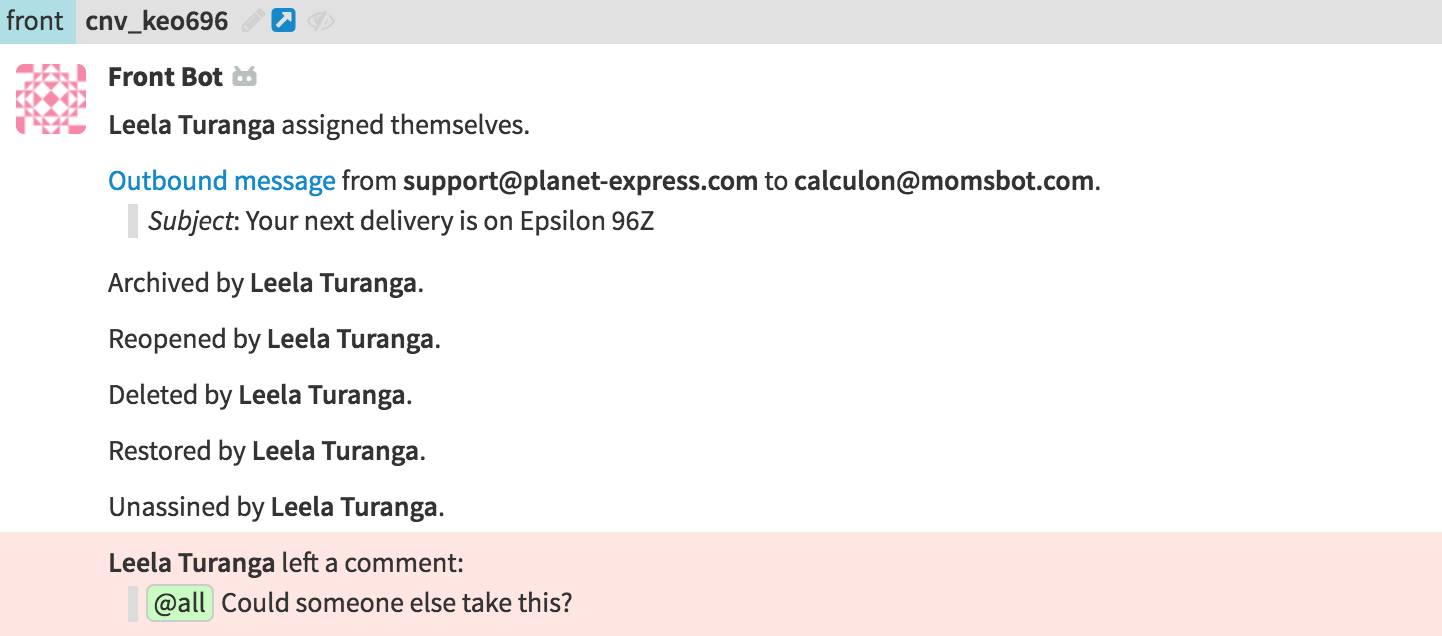 front cnv_keo696
Front Bot
Leela Turanga assigned themselves.
Outbound message from support@planet-express.com to calculon@momsbot.com.
Subject: Your next delivery is on Epsilon 96Z
Archived by Leela Turanga.
Reopened by Leela Turanga.
Deleted by Leela Turanga.
Restored by Leela Turanga.
Unassined by Leela Turanga.
Leela Turanga left a comment:
@all Could someone else take this?